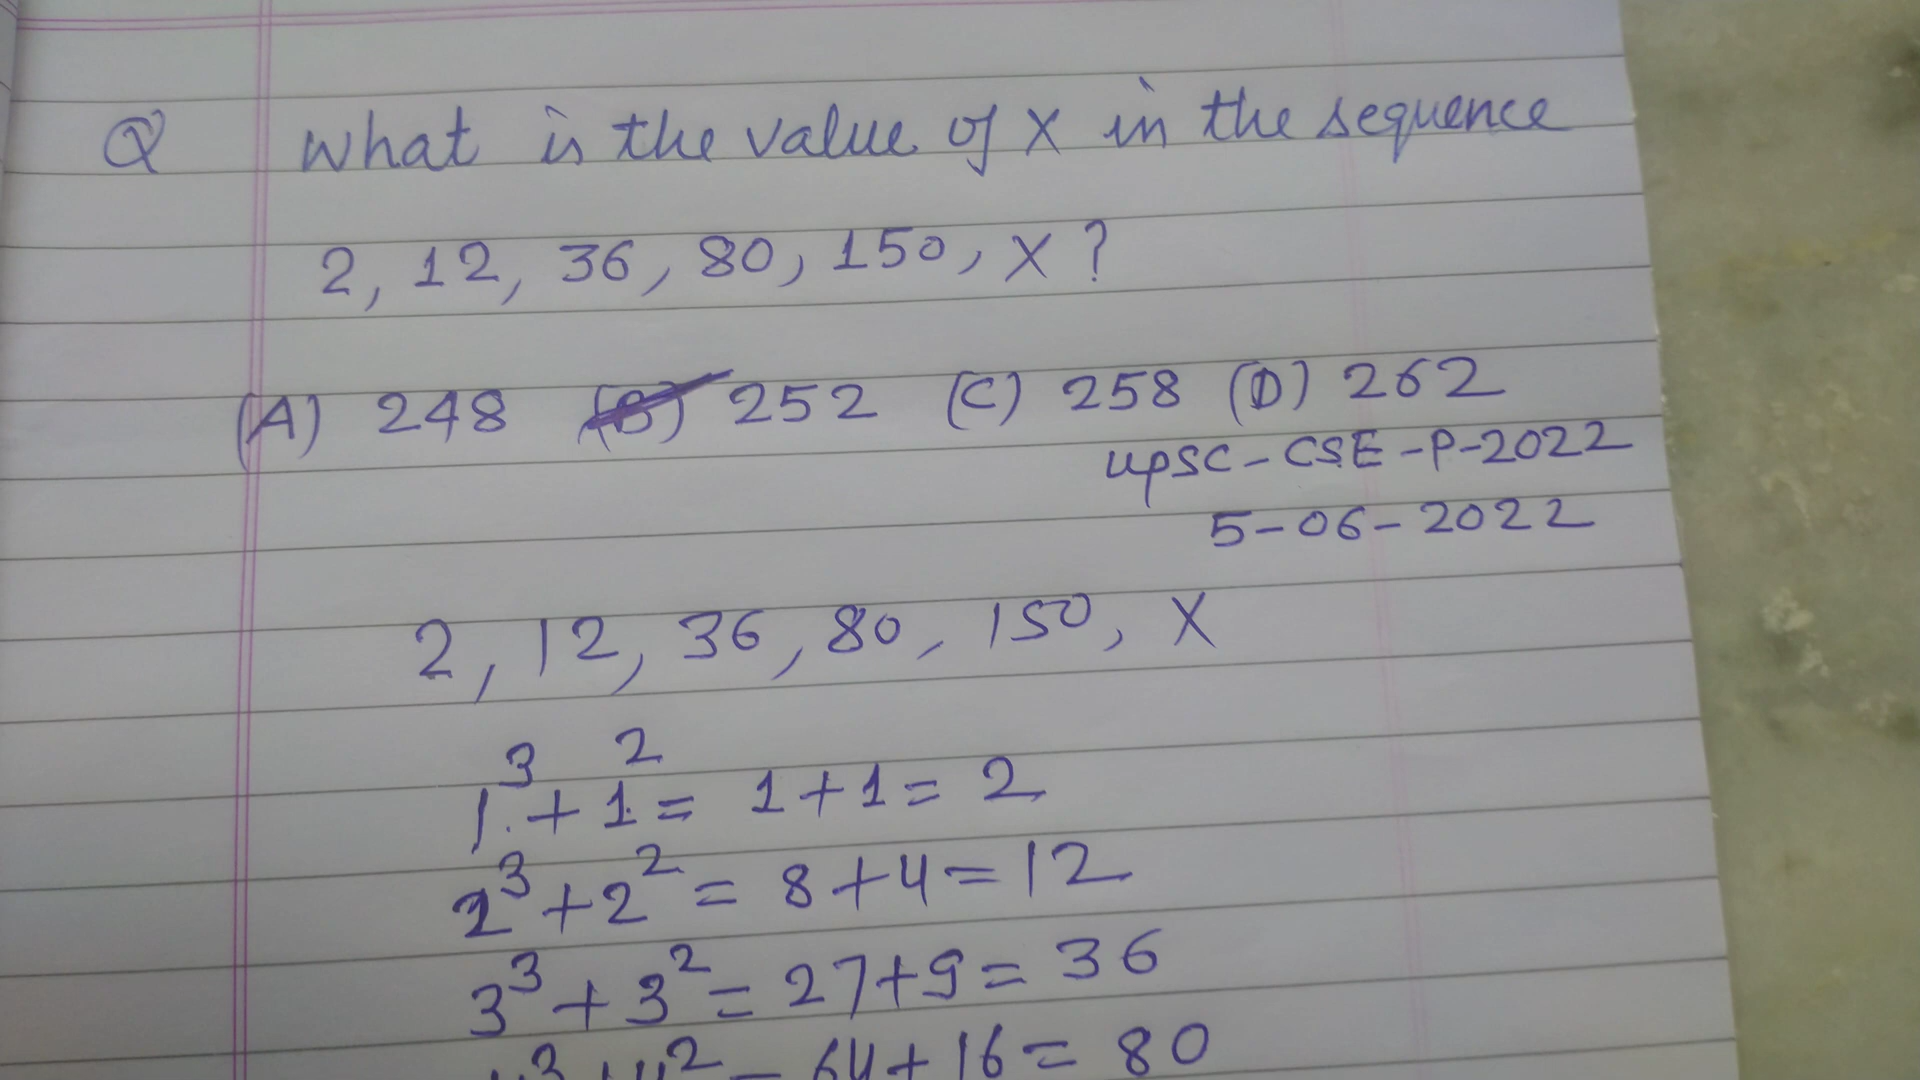 Q What is the value of X in the sequence
2, 12, 36, 80, 150, X ?
(A) 248 (B) 252 (C) 258 (D) 262
UPSC-CSE-P-2022
5-06-2022
2, 12, 36, 80, 150, X
1³ + 1² = 1+1 = 2
2³ + 2² = 8+4 = 12
3³ + 3² = 27+9 = 36
4³ + 4² = 64+16 = 80